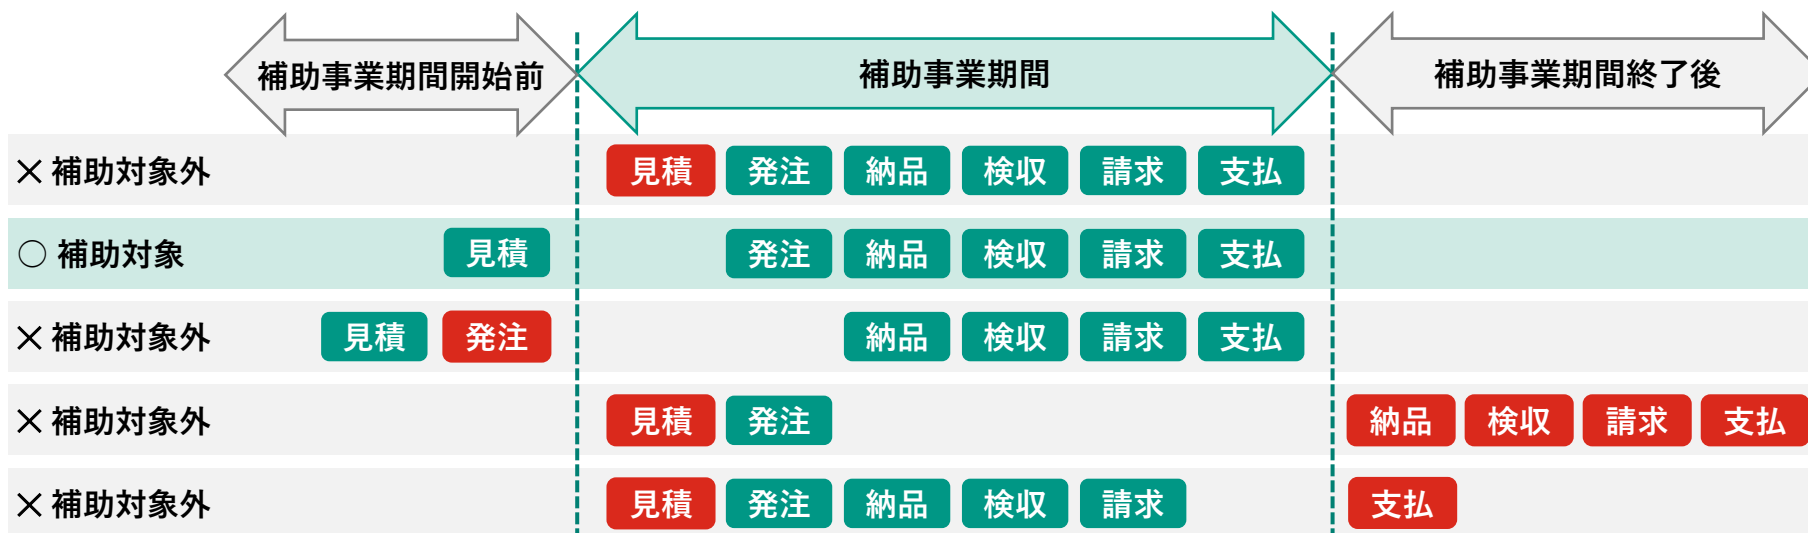 補助事業期間開始前 補助事業期間 補助事業期間終了後
× 補助対象外 見積 発注 納品 検収 請求 支払
○ 補助対象 見積 発注 納品 検収 請求 支払
× 補助対象外 見積 発注 納品 検収 請求 支払
× 補助対象外 見積 発注 納品 検収 請求 支払
× 補助対象外 見積 発注 納品 検収 請求 支払